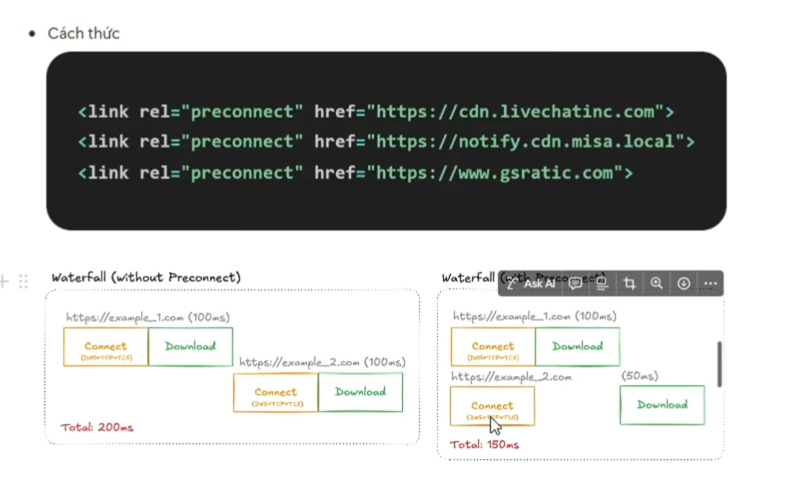 Cách thức
<link rel="preconnect" href="https://cdn.livechatinc.com">
<link rel="preconnect" href="https://notify.cdn.misa.local">
<link rel="preconnect" href="https://www.gsratic.com">
Waterfall (without Preconnect)
https://example_1.com (100ms)
Connect
(DNS+TCP+TLS)
Download
https://example_2.com (100ms)
Connect
(DNS+TCP+TLS)
Download
Total: 200ms
Waterfall (with Preconnect)
Ask AI
https://example_1.com (100ms)
Connect
(DNS+TCP+TLS)
Download
https://example_2.com (50ms)
Connect
(DNS+TCP+TLS)
Download
Total: 150ms